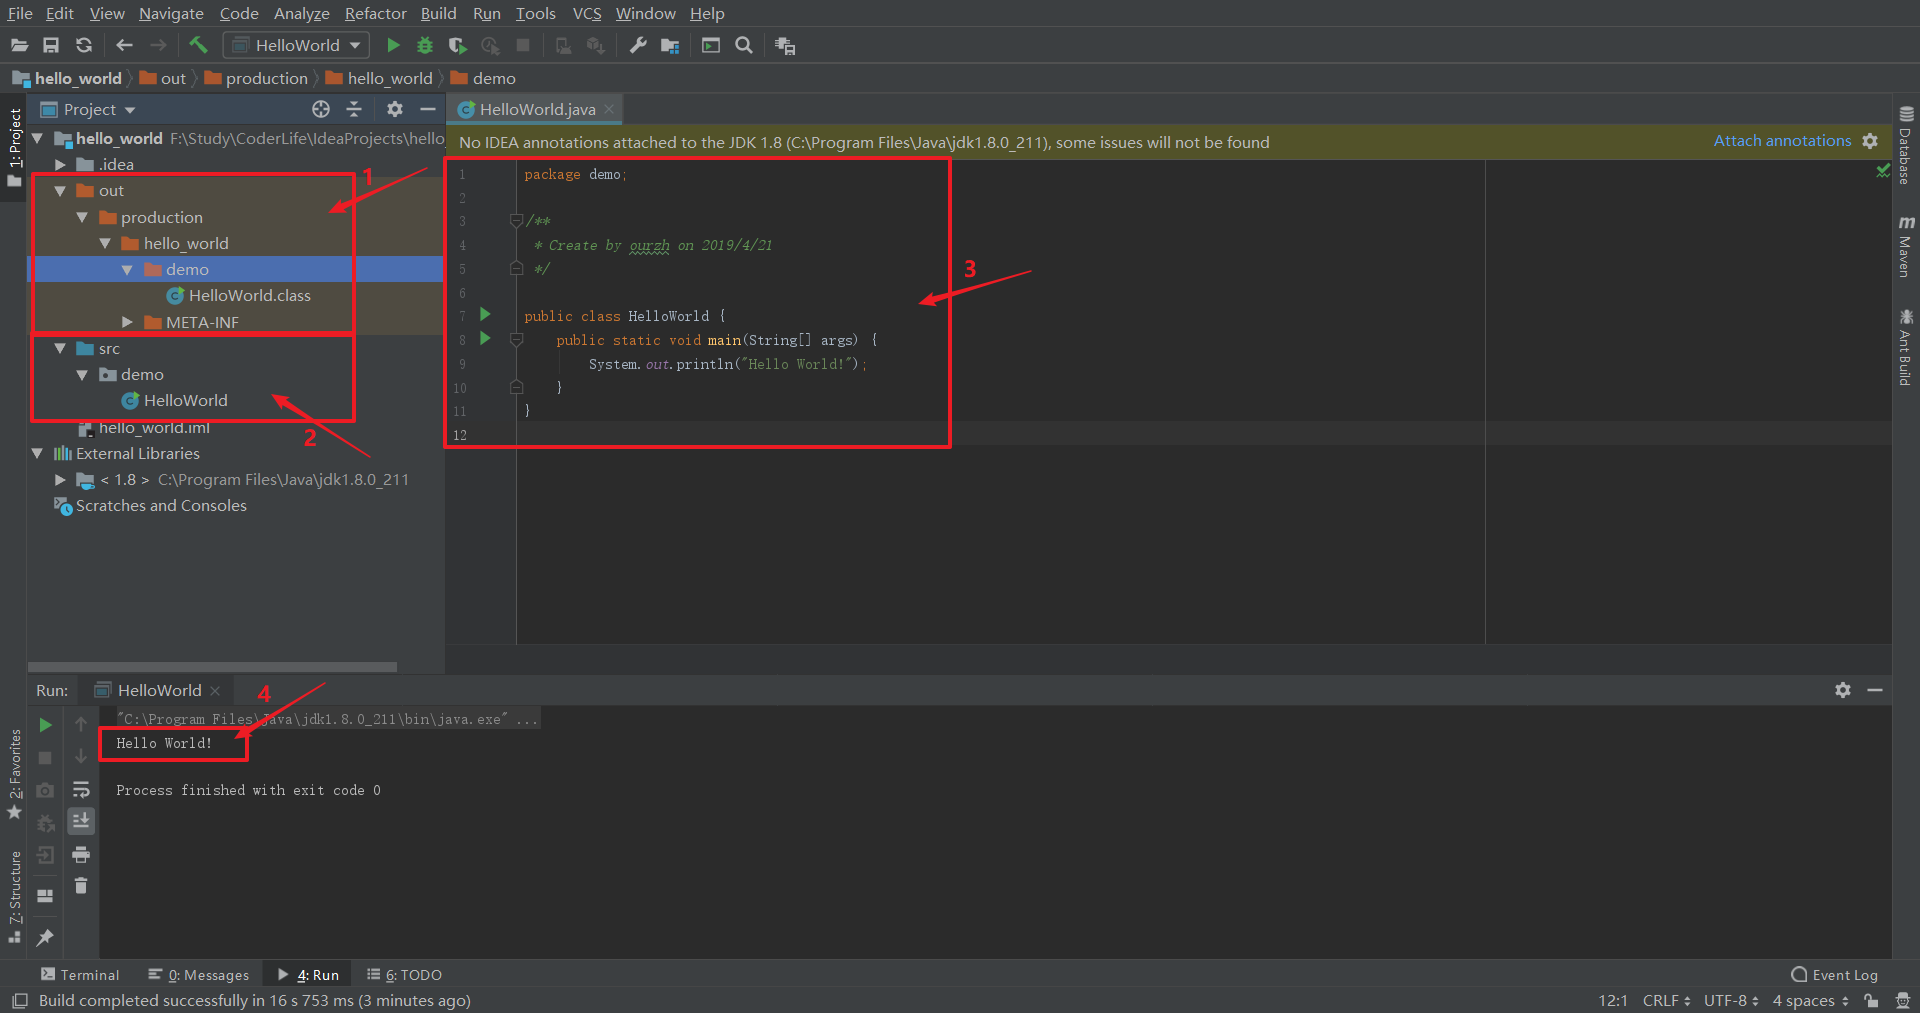 File Edit View Navigate Code Analyze Refactor Build Run Tools VCS Window Help
HelloWorld
hello_world out production hello_world demo
Project
HelloWorld.java
1: Project
hello_world F:\Study\CoderLife\IdeaProjects\hello_
.idea
out
production
hello_world
demo
HelloWorld.class
META-INF
src
demo
HelloWorld
hello_world.iml
External Libraries
< 1.8 > C:\Program Files\Java\jdk1.8.0_211
Scratches and Consoles
1
2
No IDEA annotations attached to the JDK 1.8 (C:\Program Files\Java\jdk1.8.0_211), some issues will not be found
Attach annotations
1 package demo;
2
3 /**
4 * Create by ourzh on 2019/4/21
5 */
6
7 public class HelloWorld {
8 public static void main(String[] args) {
9 System.out.println("Hello World!");
10 }
11 }
12
3
Database
Maven
Ant Build
Run: HelloWorld
4
"C:\Program Files\Java\jdk1.8.0_211\bin\java.exe" ...
Hello World!
Process finished with exit code 0
2: Favorites
7: Structure
Terminal 0: Messages 4: Run 6: TODO Event Log
Build completed successfully in 16 s 753 ms (3 minutes ago) 12:1 CRLF UTF-8 4 spaces